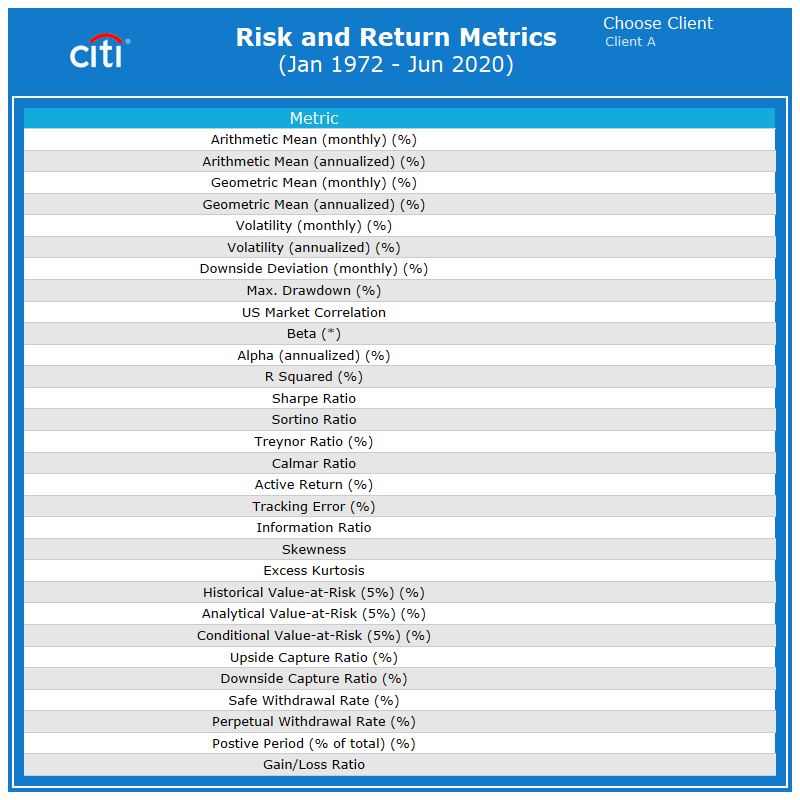 citi®
Risk and Return Metrics
(Jan 1972 - Jun 2020)
Choose Client
Client A
Metric
Arithmetic Mean (monthly) (%)
Arithmetic Mean (annualized) (%)
Geometric Mean (monthly) (%)
Geometric Mean (annualized) (%)
Volatility (monthly) (%)
Volatility (annualized) (%)
Downside Deviation (monthly) (%)
Max. Drawdown (%)
US Market Correlation
Beta (*)
Alpha (annualized) (%)
R Squared (%)
Sharpe Ratio
Sortino Ratio
Treynor Ratio (%)
Calmar Ratio
Active Return (%)
Tracking Error (%)
Information Ratio
Skewness
Excess Kurtosis
Historical Value-at-Risk (5%) (%)
Analytical Value-at-Risk (5%) (%)
Conditional Value-at-Risk (5%) (%)
Upside Capture Ratio (%)
Downside Capture Ratio (%)
Safe Withdrawal Rate (%)
Perpetual Withdrawal Rate (%)
Postive Period (% of total) (%)
Gain/Loss Ratio